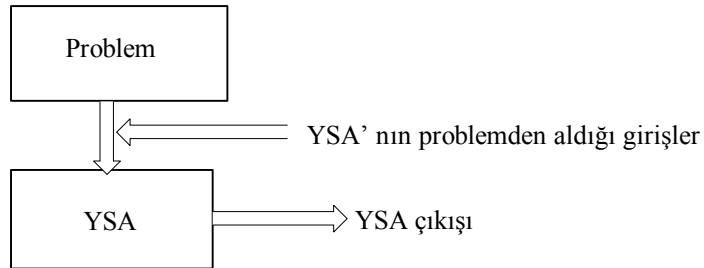 Problem
YSA’ nın problemden aldığı girişler
YSA
YSA çıkışı